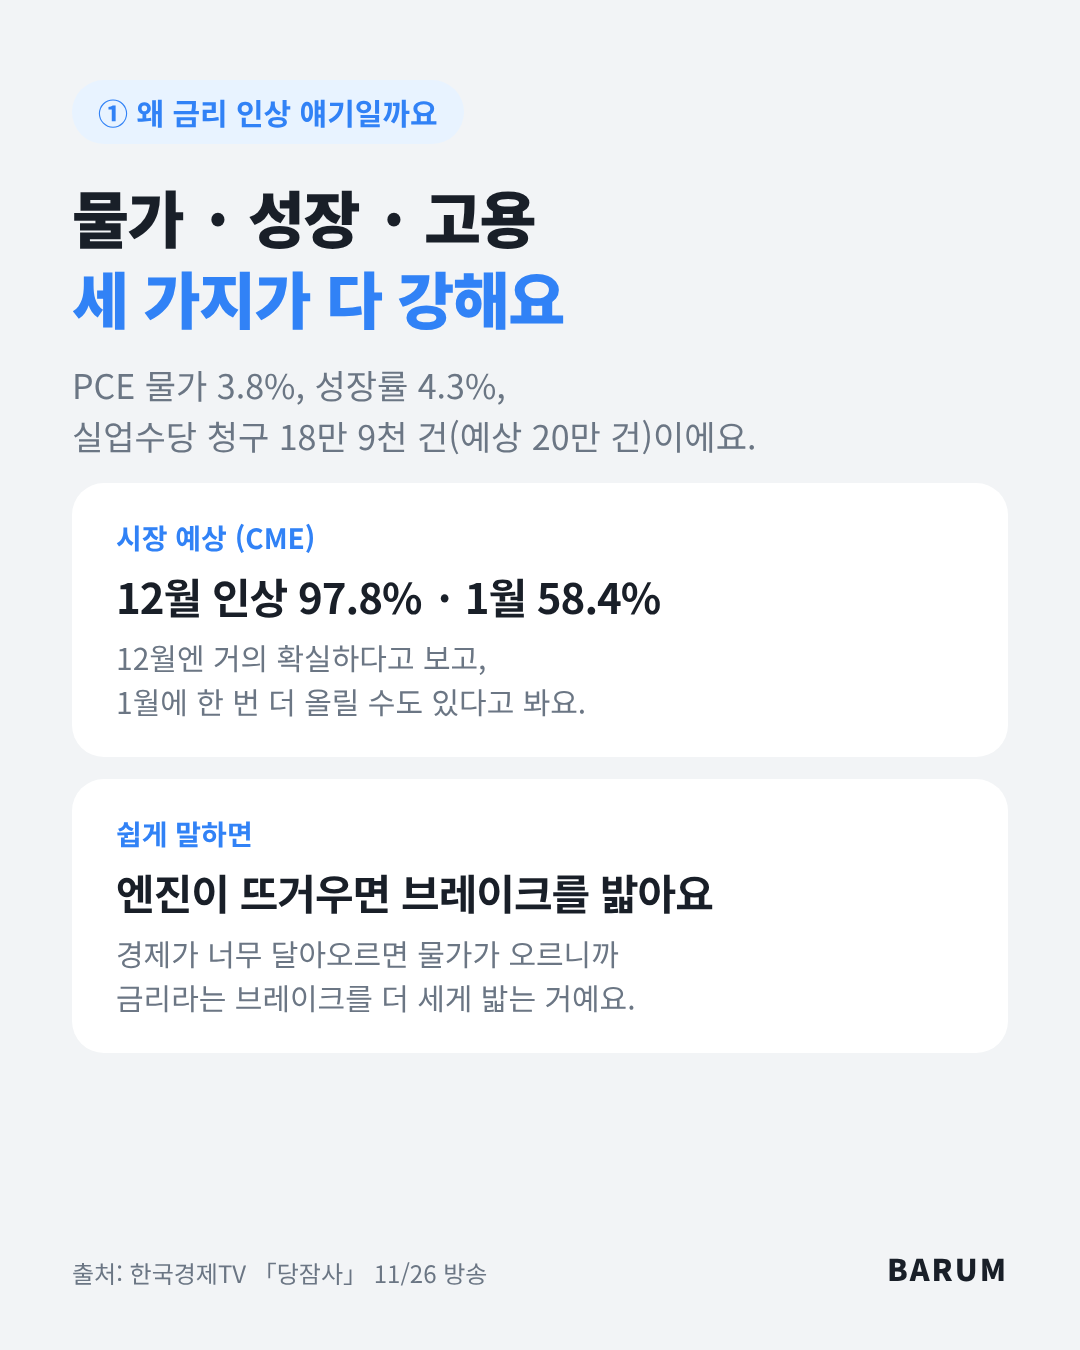 ① 왜 금리 인상 얘기일까요
물가 · 성장 · 고용
세 가지가 다 강해요
PCE 물가 3.8%, 성장률 4.3%,
실업수당 청구 18만 9천 건(예상 20만 건)이에요.
시장 예상 (CME)
12월 인상 97.8% · 1월 58.4%
12월엔 거의 확실하다고 보고,
1월에 한 번 더 올릴 수도 있다고 봐요.
쉽게 말하면
엔진이 뜨거우면 브레이크를 밟아요
경제가 너무 달아오르면 물가가 오르니까
금리라는 브레이크를 더 세게 밟는 거예요.
출처: 한국경제TV 「당잠사」 11/26 방송
BARUM